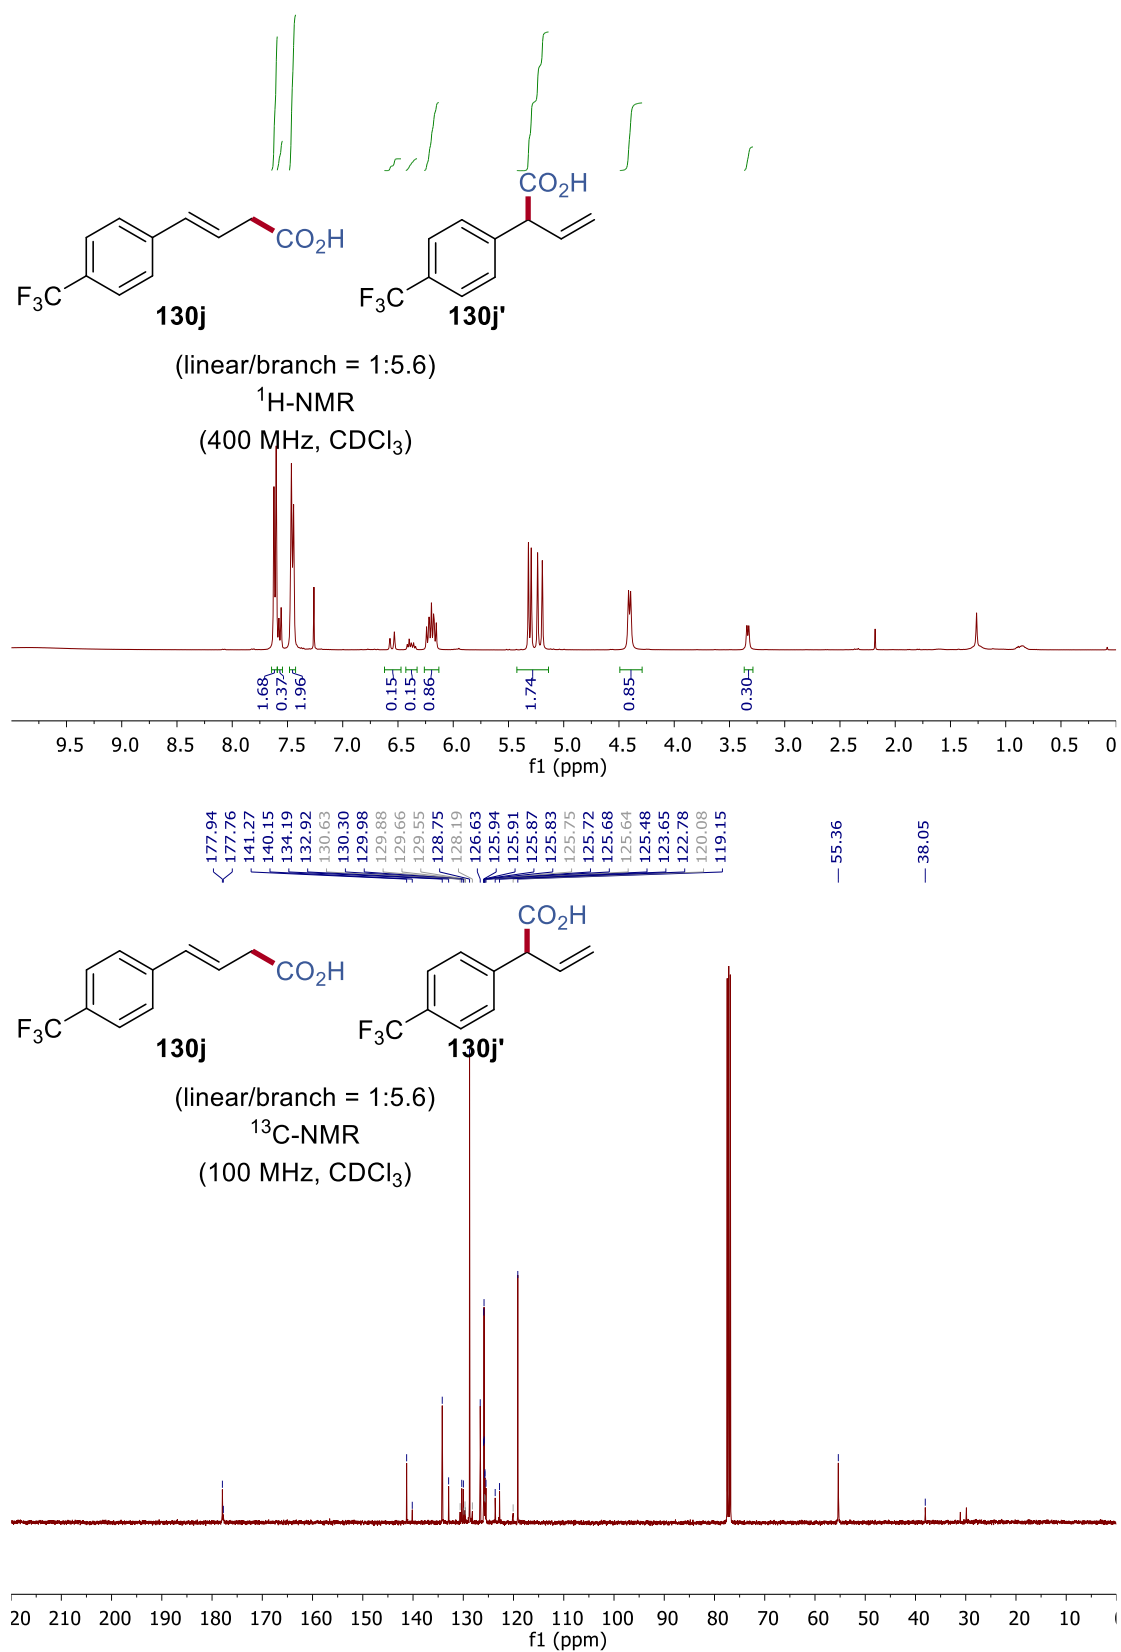 CO2H
CO2H
F3C
F3C
130j
130j'
(linear/branch = 1:5.6)
1H-NMR
(400 MHz, CDCl3)
1.68 0.37 1.96 0.15 0.15 0.86 1.74 0.85 0.30
9.5 9.0 8.5 8.0 7.5 7.0 6.5 6.0 5.5 5.0 4.5 4.0 3.5 3.0 2.5 2.0 1.5 1.0 0.5 0
f1 (ppm)
177.94 177.76 141.27 140.15 134.19 132.92 130.63 130.30 129.98 129.88 129.66 129.55 128.75 128.19 126.63 125.94 125.91 125.87 125.83 125.75 125.72 125.68 125.64 125.48 123.65 122.78 120.08 119.15 55.36 38.05
CO2H
CO2H
F3C
F3C
130j
130j'
(linear/branch = 1:5.6)
13C-NMR
(100 MHz, CDCl3)
20 210 200 190 180 170 160 150 140 130 120 110 100 90 80 70 60 50 40 30 20 10
f1 (ppm)